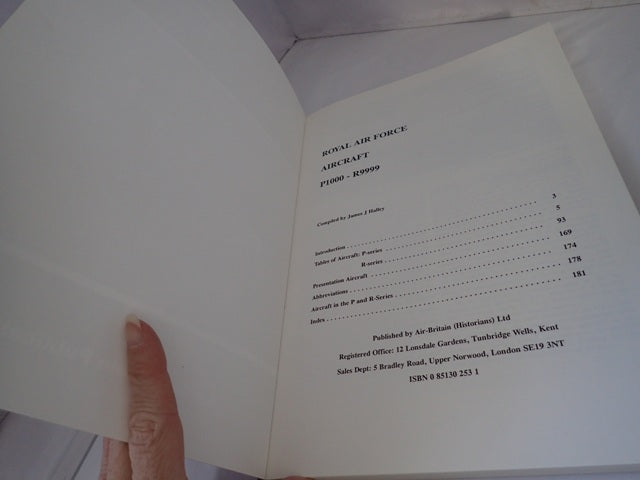 ROYAL AIR FORCE
AIRCRAFT
P1000 - R9999
Compiled by James J Halley
Introduction . . . . . . . . . . . . . . . . . . . . 3
Tables of Aircraft: P-series . . . . . . . . . . . . . . . . . . . . 5
R-series . . . . . . . . . . . . . . . . . . . . 93
Presentation Aircraft . . . . . . . . . . . . . . . . . . . . 169
Abbreviations . . . . . . . . . . . . . . . . . . . . 174
Aircraft in the P and R-Series . . . . . . . . . . . . . . . . . . . . 178
Index . . . . . . . . . . . . . . . . . . . . 181
Published by Air-Britain (Historians) Ltd
Registered Office: 12 Lonsdale Gardens, Tunbridge Wells, Kent
Sales Dept: 5 Bradley Road, Upper Norwood, London SE19 3NT
ISBN 0 85130 253 1